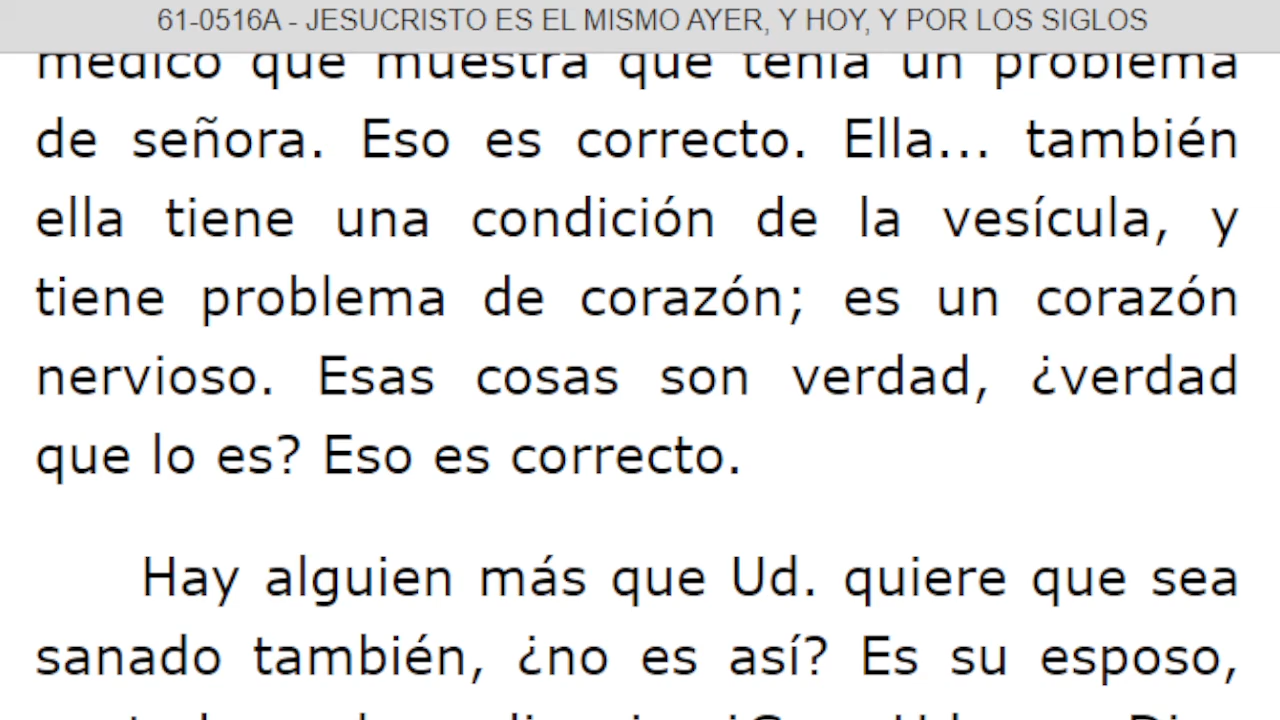 61-0516A - JESUCRISTO ES EL MISMO AYER, Y HOY, Y POR LOS SIGLOS
médico que muestra que tenía un problema
de señora. Eso es correcto. Ella... también
ella tiene una condición de la vesícula, y
tiene problema de corazón; es un corazón
nervioso. Esas cosas son verdad, ¿verdad
que lo es? Eso es correcto.
Hay alguien más que Ud. quiere que sea
sanado también, ¿no es así? Es su esposo,